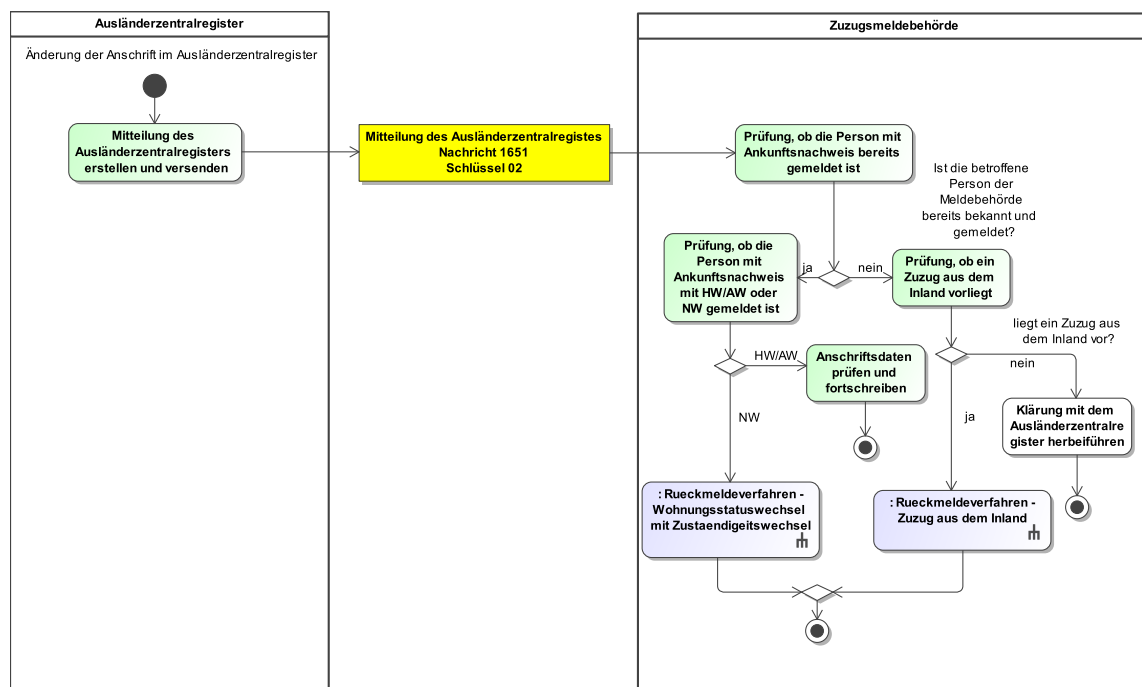 Ausländerzentralregister
Zuzugsmeldebehörde
Änderung der Anschrift im Ausländerzentralregister
Mitteilung des
Ausländerzentralregisters
erstellen und versenden
Mitteilung des Ausländerzentralregistes
Nachricht 1651
Schlüssel 02
Prüfung, ob die Person mit
Ankunftsnachweis bereits
gemeldet ist
Ist die betroffene
Person der
Meldebehörde
bereits bekannt und
gemeldet?
Prüfung, ob die
Person mit
Ankunftsnachweis
mit HW/AW oder
NW gemeldet ist
ja
nein
Prüfung, ob ein
Zuzug aus dem
Inland vorliegt
liegt ein Zuzug aus
dem Inland vor?
HW/AW
Anschriftsdaten
prüfen und
fortschreiben
nein
NW
ja
Klärung mit dem
Ausländerzentralre
gister herbeiführen
: Rueckmeldeverfahren -
Wohnungsstatuswechsel
mit Zustaendigeitswechsel
: Rueckmeldeverfahren -
Zuzug aus dem Inland